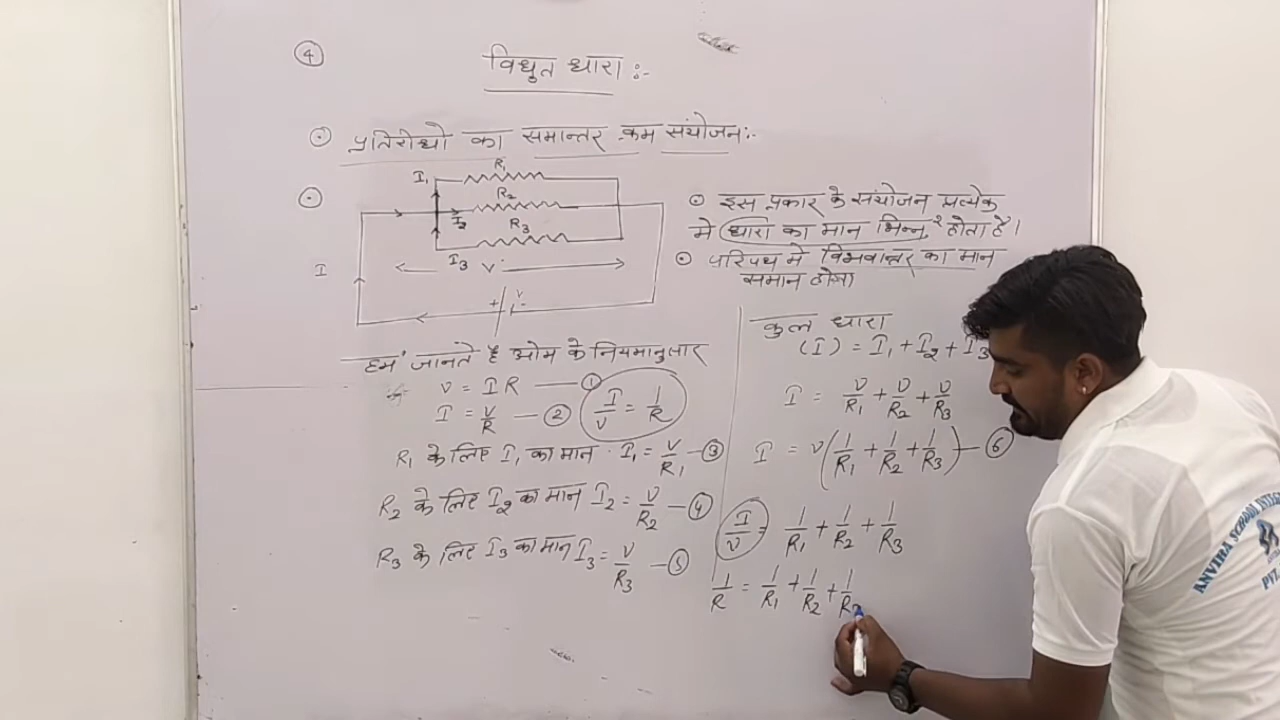 ④
विधुत धारा :-
प्रतिरोधो का समान्तर क्रम संयोजन:-
R₁
I₁
R₂
I₂
R₃
I₃
V
I
+ V -
इस प्रकार के संयोजन प्रत्येक
मे धारा का मान भिन्न २ होता है।
परिपथ मे विभवान्तर का मान
समान होगा
हम जानते है ओम के नियमानुसार
V = IR — ①
I = V/R — ②
I/V = 1/R
R₁ के लिए I₁ का मान I₁ = V/R₁ — ③
R₂ के लिए I₂ का मान I₂ = V/R₂ — ④
R₃ के लिए I₃ का मान I₃ = V/R₃ — ⑤
कुल धारा
(I) = I₁ + I₂ + I₃
I = V/R₁ + V/R₂ + V/R₃
I = V(1/R₁ + 1/R₂ + 1/R₃) — ⑥
I/V = 1/R₁ + 1/R₂ + 1/R₃
1/R = 1/R₁ + 1/R₂ + 1/R₃
ANVIRA SCHOOL
PVT.